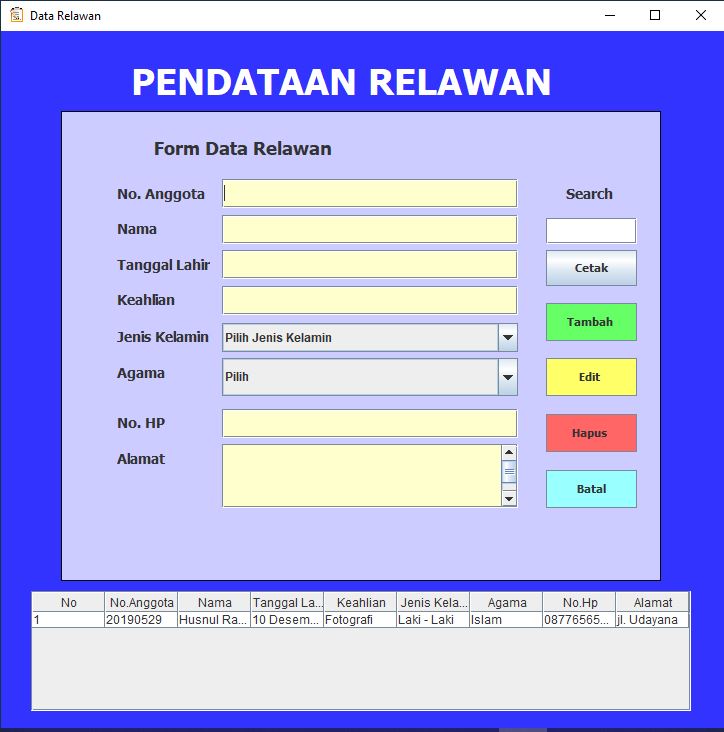 Data Relawan
PENDATAAN RELAWAN
Form Data Relawan
No. Anggota
Search
Nama
Tanggal Lahir
Cetak
Keahlian
Tambah
Jenis Kelamin Pilih Jenis Kelamin
Agama Pilih
Edit
No. HP
Hapus
Alamat
Batal
No No.Anggota Nama Tanggal La... Keahlian Jenis Kela... Agama No.Hp Alamat
1 20190529 Husnul Ra... 10 Desem... Fotografi Laki - Laki Islam 08776565... jl. Udayana